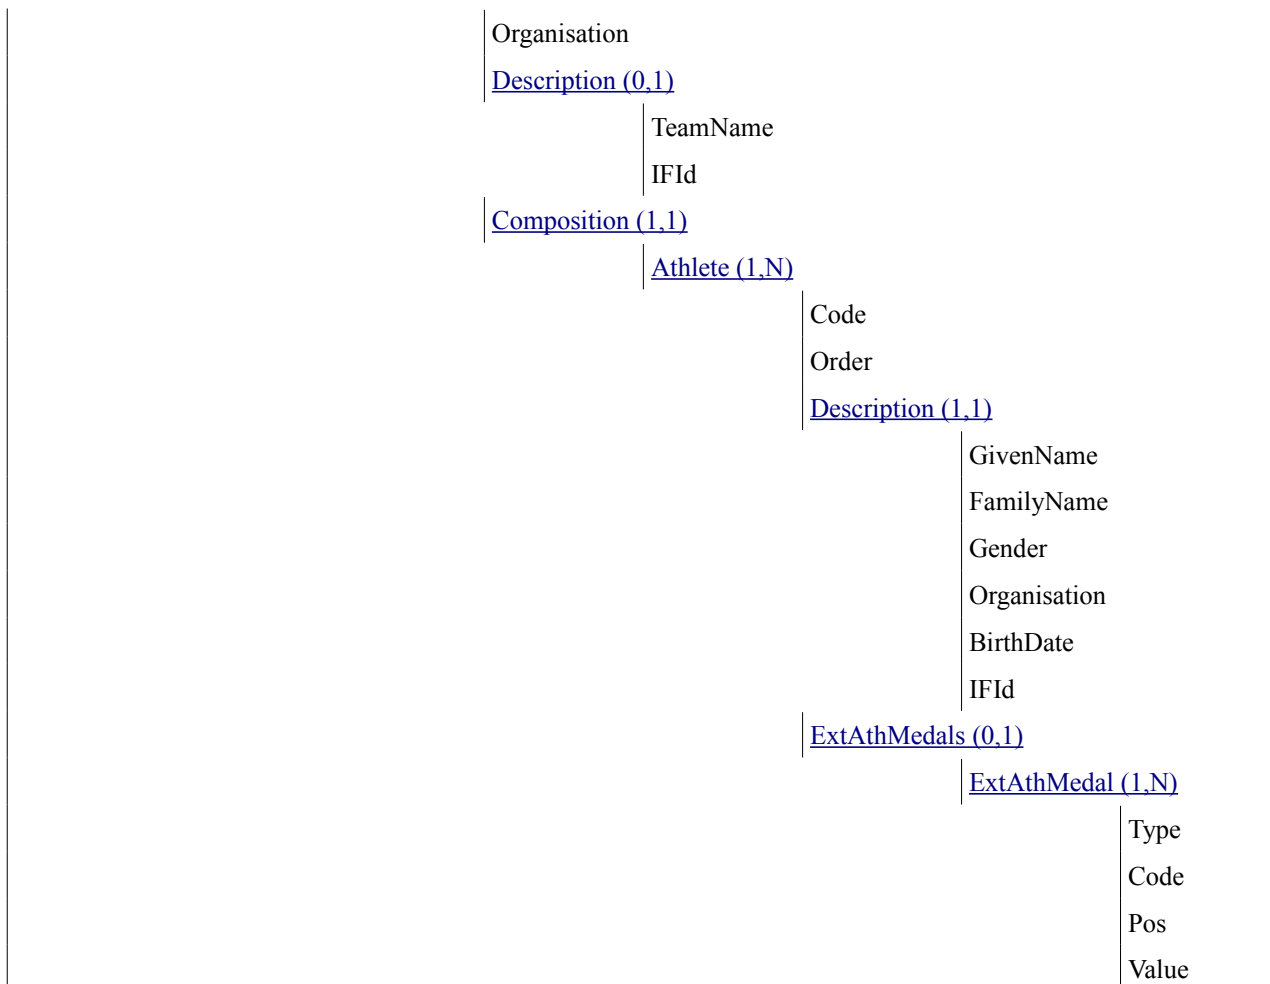 Organisation
Description (0,1)
TeamName
IFId
Composition (1,1)
Athlete (1,N)
Code
Order
Description (1,1)
GivenName
FamilyName
Gender
Organisation
BirthDate
IFId
ExtAthMedals (0,1)
ExtAthMedal (1,N)
Type
Code
Pos
Value